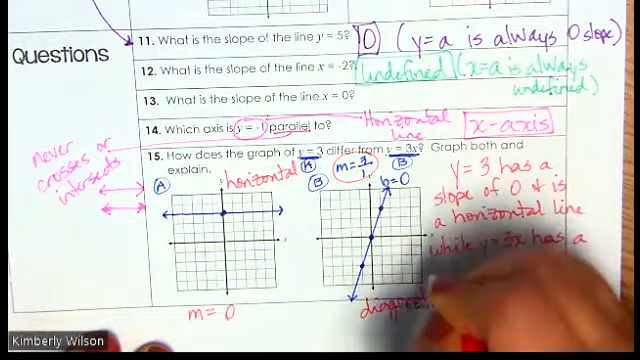 Questions
11. What is the slope of the line y = 5? 0 (y=a is always 0 slope)
12. What is the slope of the line x = -2? undefined (x=a is always undefined)
13. What is the slope of the line x = 0?
14. Which axis is y = -1 parallel to? Horizontal line x-axis
never crosses or intersects
15. How does the graph of y = 3 differ from y = 3x? Graph both and explain.
A B
A horizontal
B m= 3/1 b=0
y=3 has a
slope of 0 & is
a horizontal line
while y=3x has a
m= 0
Kimberly Wilson